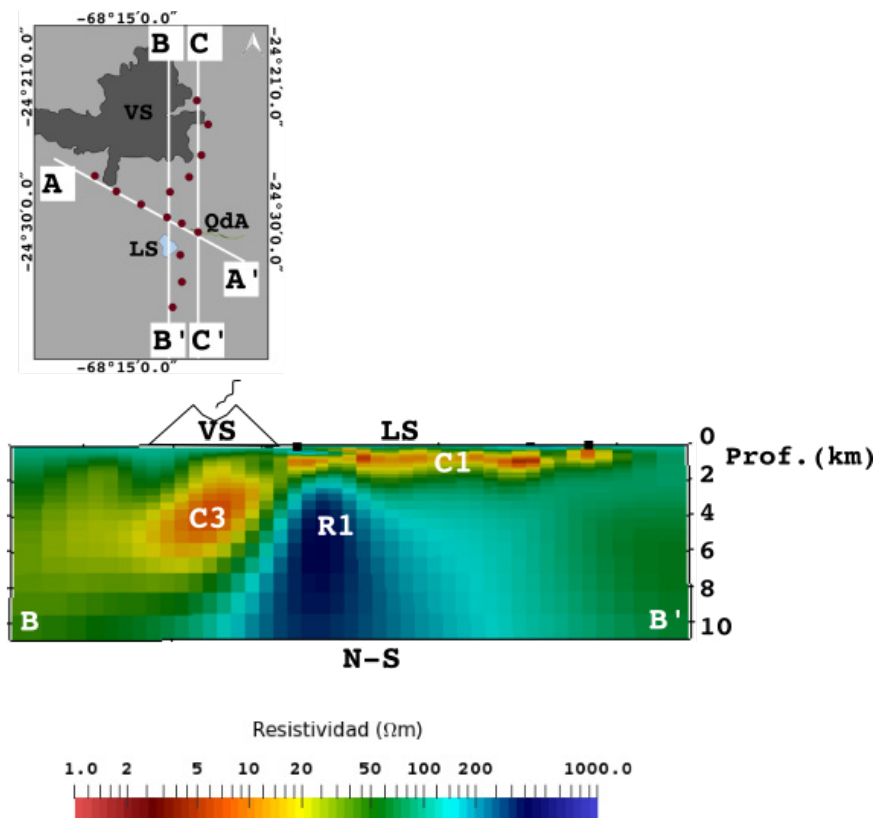 -68°15′0.0″
B C
-24°21′0.0″
-24°21′0.0″
VS
A
QdA
-24°30′0.0″
-24°30′0.0″
LS
A'
B' C'
-68°15′0.0″
VS
LS
0
Prof.(km)
C1
2
C3
R1
4
6
8
B
B'
10
N-S
Resistividad (Ωm)
1.0 2 5 10 20 50 100 200 1000.0